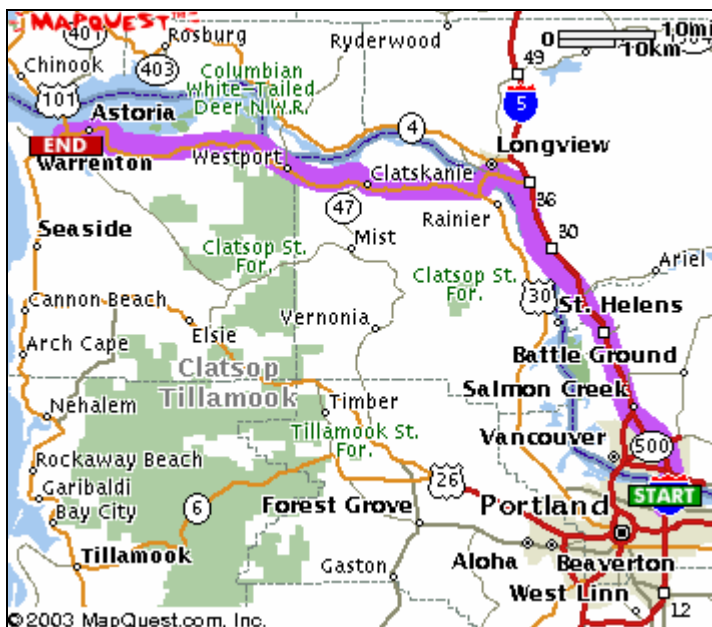 MAPQUEST
401
Rosburg
Ryderwood
0
10mi
10km
Chinook
403
49
Columbian
White-Tailed
Deer N.W.R.
101
Astoria
5
4
Longview
END
Warrenton
Westport
Clatskanie
36
47
Rainier
Seaside
Mist
30
Ariel
Clatsop St.
For.
Clatsop St.
For.
30
St. Helens
Cannon Beach
Elsie
Vernonia
Arch Cape
Battle Ground
Clatsop
Tillamook
Salmon Creek
Nehalem
Timber
Tillamook St.
For.
Vancouver
500
Rockaway Beach
26
START
Garibaldi
6
Forest Grove
Portland
Bay City
Tillamook
Aloha
Beaverton
Gaston
West Linn
12
©2003 MapQuest.com, Inc.